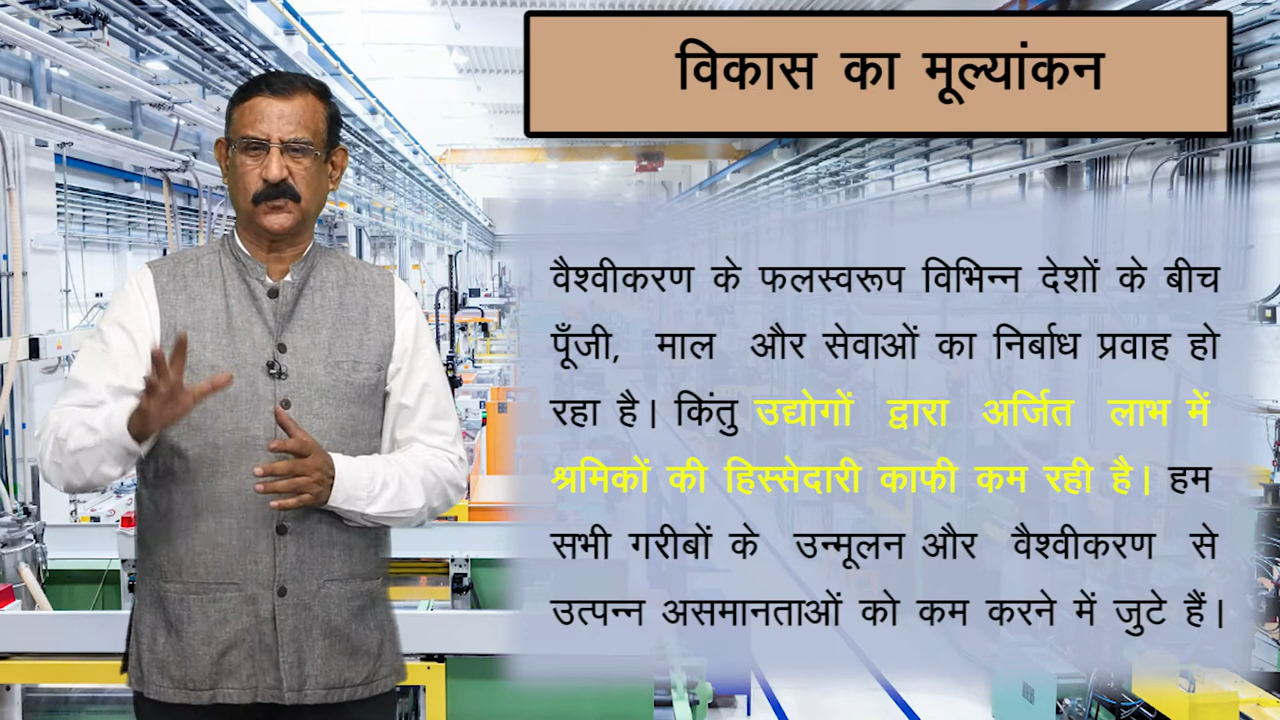 विकास का मूल्यांकन
वैश्वीकरण के फलस्वरूप विभिन्न देशों के बीच
पूँजी, माल और सेवाओं का निर्बाध प्रवाह हो
रहा है। किंतु उद्योगों द्वारा अर्जित लाभ में
श्रमिकों की हिस्सेदारी काफी कम रही है। हम
सभी गरीबों के उन्मूलन और वैश्वीकरण से
उत्पन्न असमानताओं को कम करने में जुटे हैं।